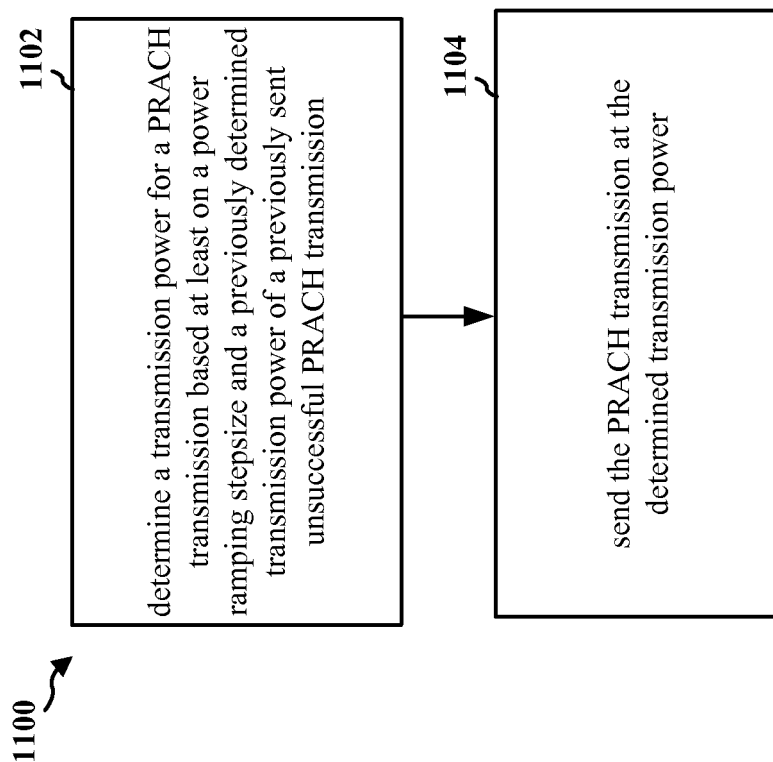 1100
1102
determine a transmission power for a PRACH
transmission based at least on a power
ramping stepsize and a previously determined
transmission power of a previously sent
unsuccessful PRACH transmission
1104
send the PRACH transmission at the
determined transmission power